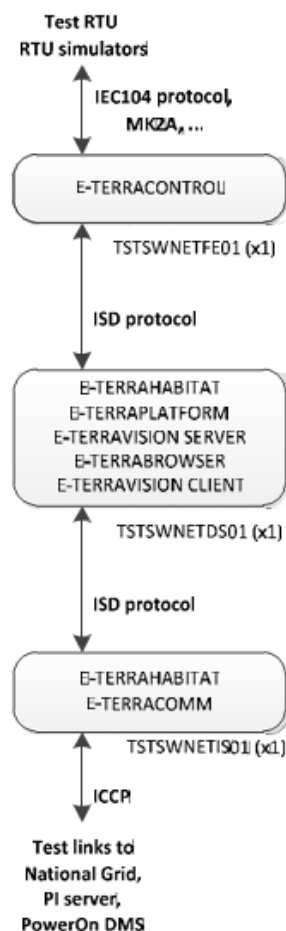 Test RTU
RTU simulators
IEC104 protocol,
MK2A, ...
E-TERRACONTROL
TSTSWNETFE01 (x1)
ISD protocol
E-TERRAHABITAT
E-TERRAPLATFORM
E-TERRAVISION SERVER
E-TERRABROWSER
E-TERRAVISION CLIENT
TSTSWNETDS01 (x1)
ISD protocol
E-TERRAHABITAT
E-TERRACOMM
TSTSWNETIS01 (x1)
ICCP
Test links to
National Grid,
PI server,
PowerOn DMS